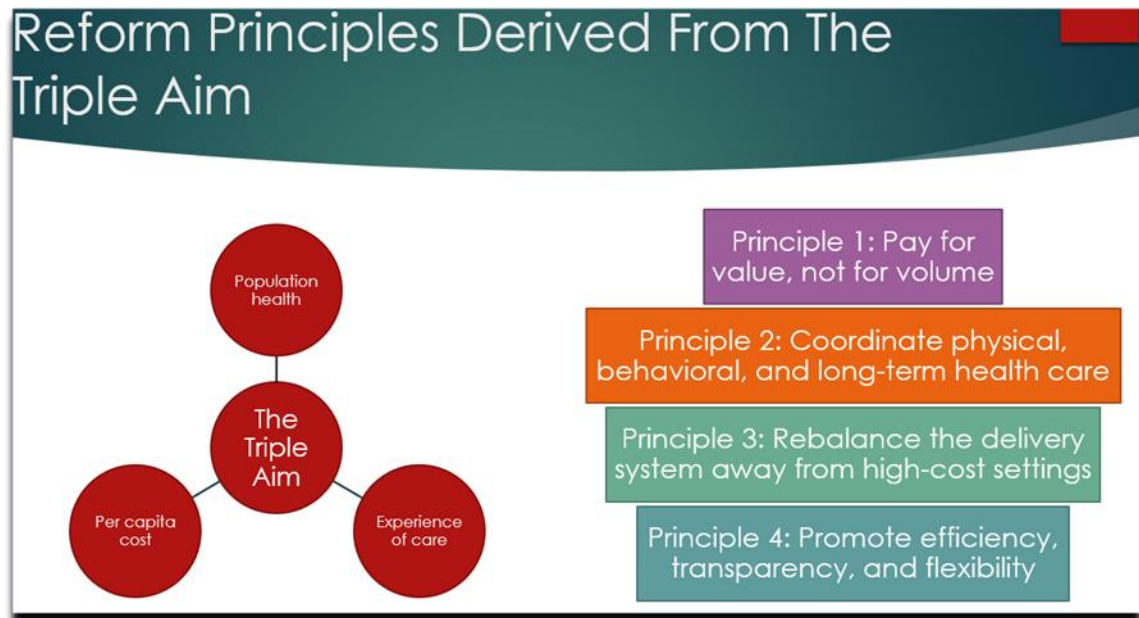 Reform Principles Derived From The
Triple Aim
Population
health
The
Triple
Aim
Per capita
cost
Experience
of care
Principle 1: Pay for
value, not for volume
Principle 2: Coordinate physical,
behavioral, and long-term health care
Principle 3: Rebalance the delivery
system away from high-cost settings
Principle 4: Promote efficiency,
transparency, and flexibility